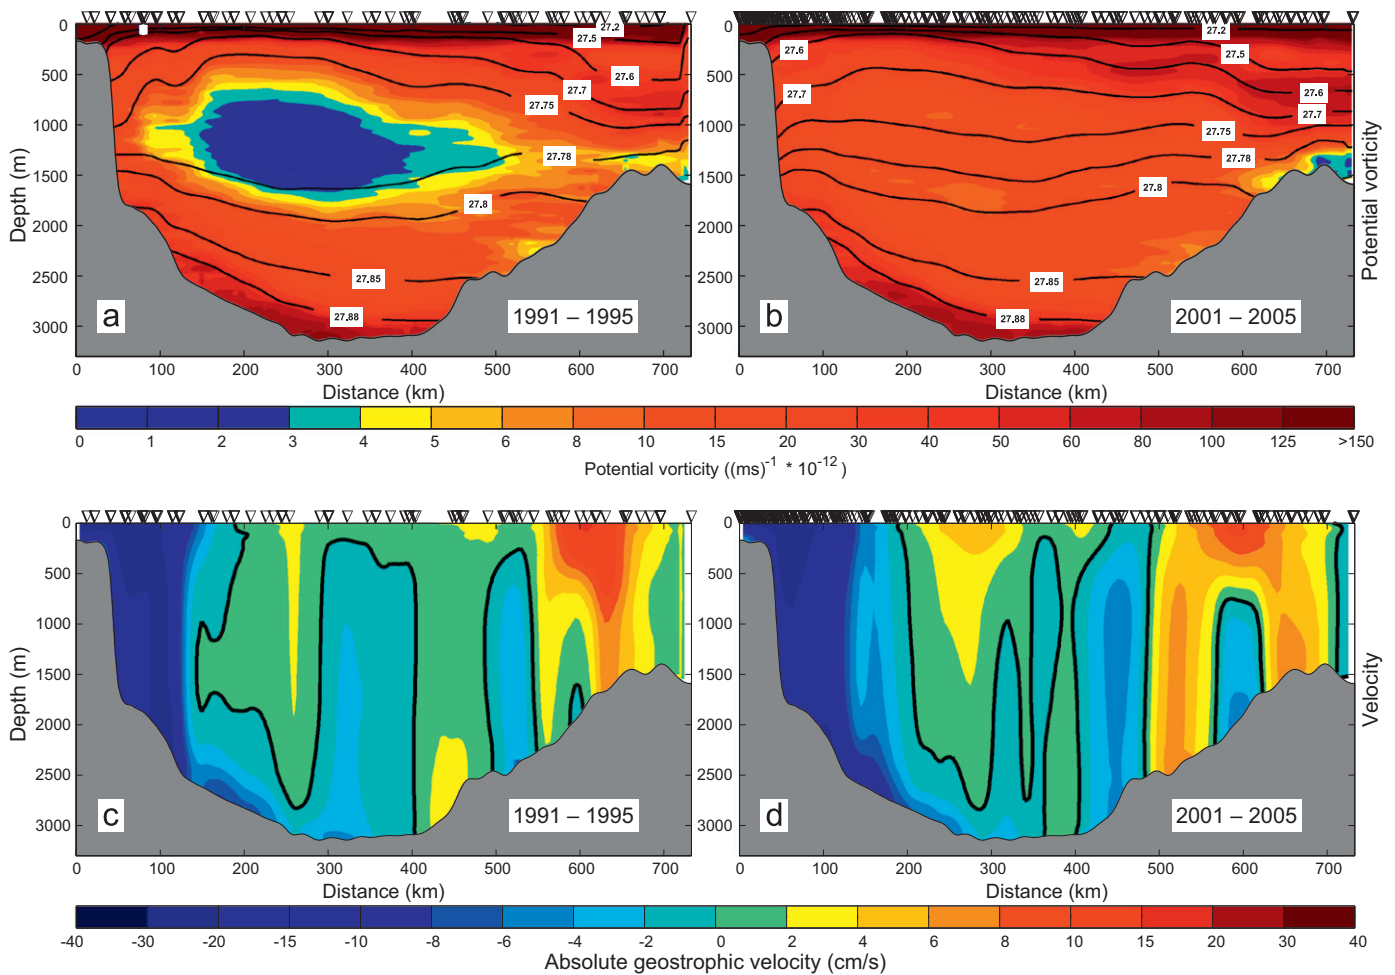 0
500
1000
1500
2000
2500
3000
Depth (m)
27.2
27.5
27.6
27.7
27.75
27.78
27.8
27.85
27.88
a
1991 – 1995
0 100 200 300 400 500 600 700
Distance (km)
0
500
1000
1500
2000
2500
3000
27.2
27.6
27.5
27.7
27.6
27.7
27.75
27.78
27.8
27.85
27.88
b
2001 – 2005
0 100 200 300 400 500 600 700
Distance (km)
Potential vorticity
0 1 2 3 4 5 6 8 10 15 20 30 40 50 60 80 100 125 >150
Potential vorticity ((ms)⁻¹ * 10⁻¹² )
0
500
1000
1500
2000
2500
3000
Depth (m)
c
1991 – 1995
0 100 200 300 400 500 600 700
Distance (km)
0
500
1000
1500
2000
2500
3000
d
2001 – 2005
0 100 200 300 400 500 600 700
Distance (km)
Velocity
-40 -30 -20 -15 -10 -8 -6 -4 -2 0 2 4 6 8 10 15 20 30 40
Absolute geostrophic velocity (cm/s)